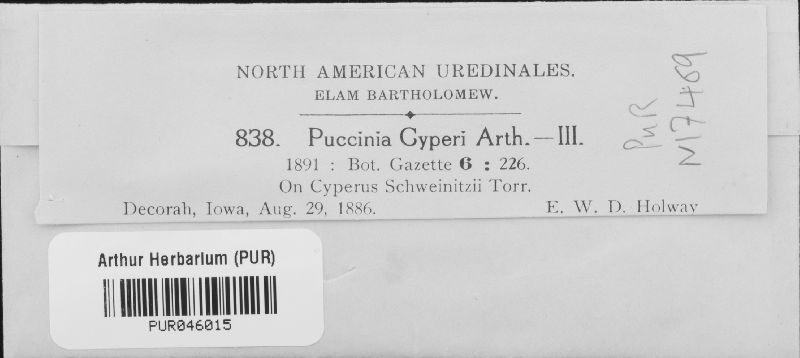 NORTH AMERICAN UREDINALES.
ELAM BARTHOLOMEW.
838. Puccinia Cyperi Arth.—III.
1891 : Bot. Gazette 6 : 226.
On Cyperus Schweinitzii Torr.
Decorah, Iowa, Aug. 29, 1886. E. W. D. Holway
PUR
N17469
Arthur Herbarium (PUR)
PUR046015